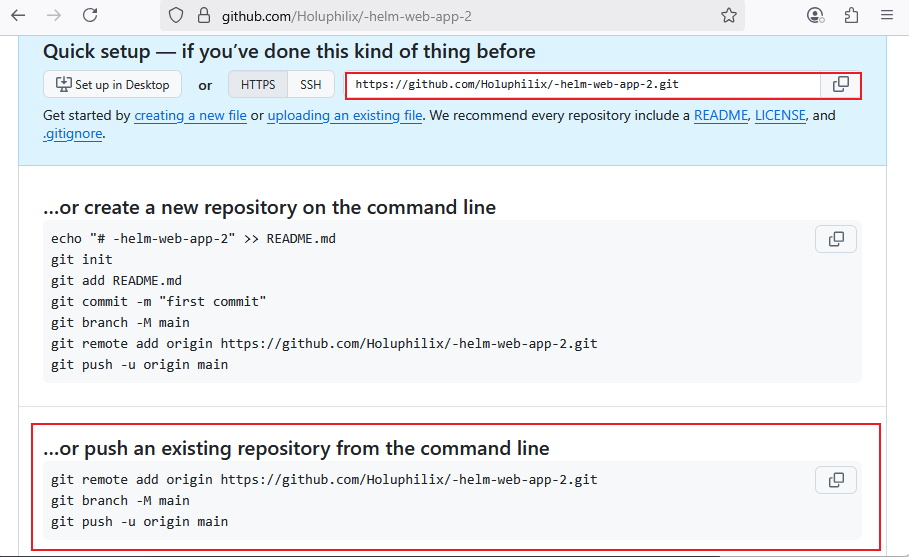 github.com/Holuphilix/-helm-web-app-2
Quick setup — if you’ve done this kind of thing before
Set up in Desktop or HTTPS SSH https://github.com/Holuphilix/-helm-web-app-2.git
Get started by creating a new file or uploading an existing file. We recommend every repository include a README, LICENSE, and
.gitignore.
…or create a new repository on the command line
echo "# -helm-web-app-2" >> README.md
git init
git add README.md
git commit -m "first commit"
git branch -M main
git remote add origin https://github.com/Holuphilix/-helm-web-app-2.git
git push -u origin main
…or push an existing repository from the command line
git remote add origin https://github.com/Holuphilix/-helm-web-app-2.git
git branch -M main
git push -u origin main